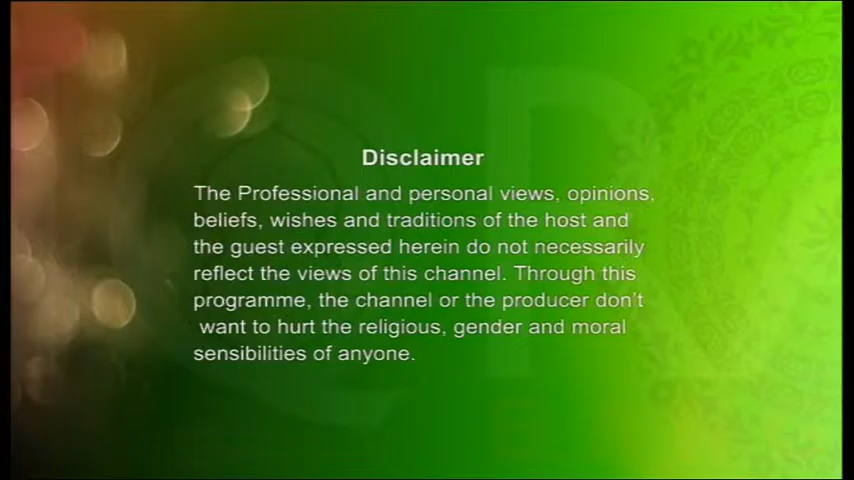 Disclaimer
The Professional and personal views, opinions,
beliefs, wishes and traditions of the host and
the guest expressed herein do not necessarily
reflect the views of this channel. Through this
programme, the channel or the producer don't
want to hurt the religious, gender and moral
sensibilities of anyone.